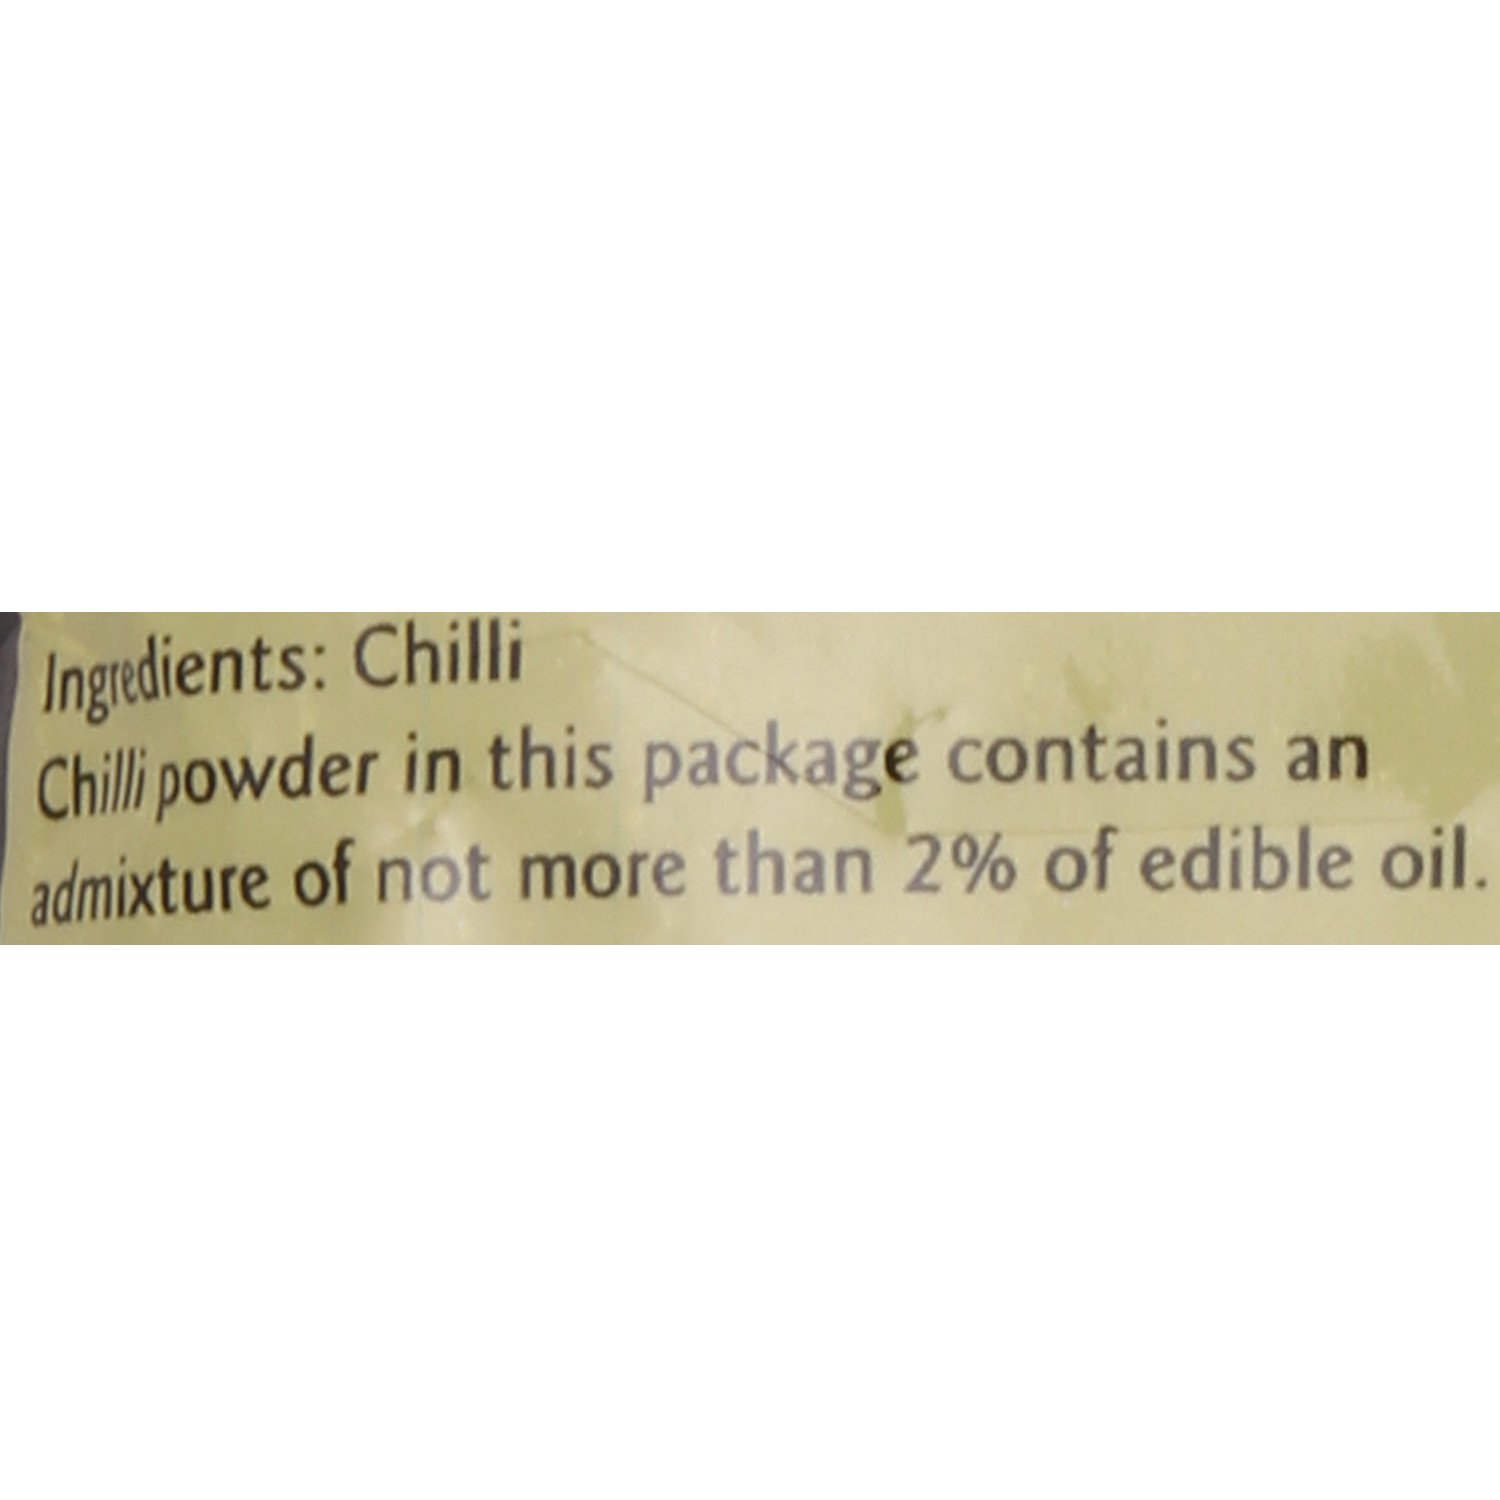 Ingredients: Chilli
Chilli powder in this package contains an
admixture of not more than 2% of edible oil.